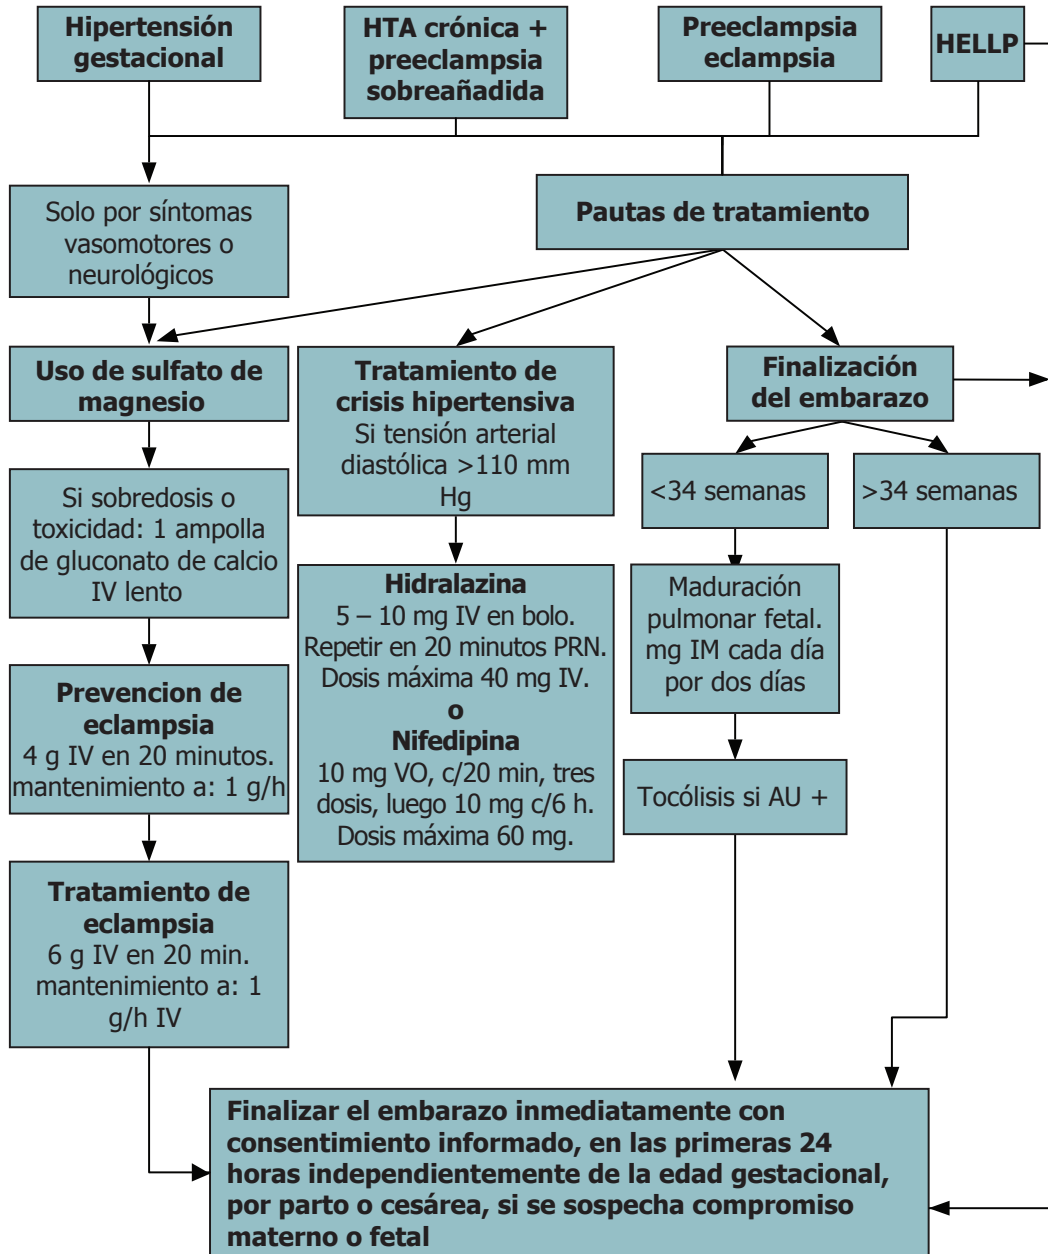 Hipertensión
gestacional
HTA crónica +
preeclampsia
sobreañadida
Preeclampsia
eclampsia
HELLP
Solo por síntomas
vasomotores o
neurológicos
Pautas de tratamiento
Uso de sulfato de
magnesio
Tratamiento de
crisis hipertensiva
Si tensión arterial
diastólica >110 mm
Hg
Finalización
del embarazo
<34 semanas
>34 semanas
Si sobredosis o
toxicidad: 1 ampolla
de gluconato de calcio
IV lento
Hidralazina
5 – 10 mg IV en bolo.
Repetir en 20 minutos PRN.
Dosis máxima 40 mg IV.
o
Nifedipina
10 mg VO, c/20 min, tres
dosis, luego 10 mg c/6 h.
Dosis máxima 60 mg.
Maduración
pulmonar fetal.
mg IM cada día
por dos días
Prevencion de
eclampsia
4 g IV en 20 minutos.
mantenimiento a: 1 g/h
Tocólisis si AU +
Tratamiento de
eclampsia
6 g IV en 20 min.
mantenimiento a: 1
g/h IV
Finalizar el embarazo inmediatamente con
consentimiento informado, en las primeras 24
horas independientemente de la edad gestacional,
por parto o cesárea, si se sospecha compromiso
materno o fetal